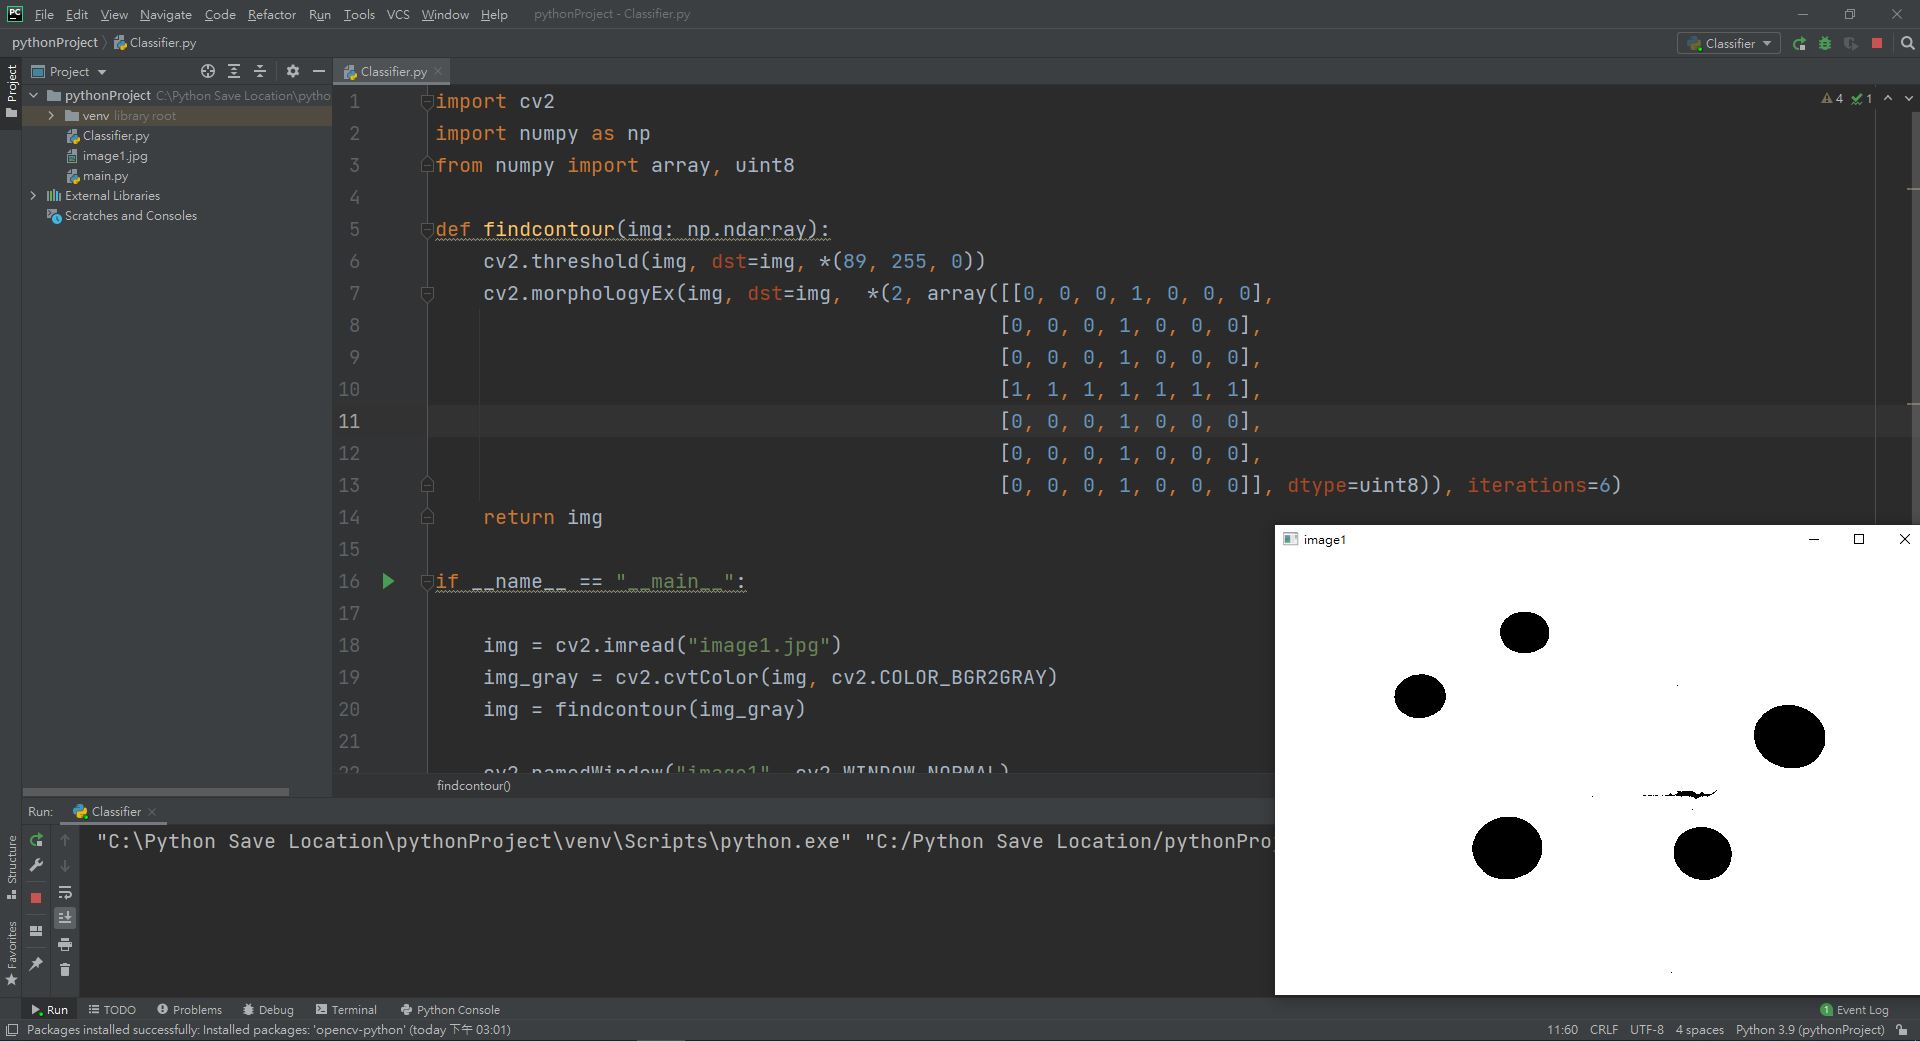 PC File Edit View Navigate Code Refactor Run Tools VCS Window Help pythonProject - Classifier.py
pythonProject Classifier.py Classifier
Project
Project
Classifier.py
pythonProject C:\Python Save Location\pytho
venv library root
Classifier.py
image1.jpg
main.py
External Libraries
Scratches and Consoles
4 1
1 import cv2
2 import numpy as np
3 from numpy import array, uint8
4
5 def findcontour(img: np.ndarray):
6 cv2.threshold(img, dst=img, *(89, 255, 0))
7 cv2.morphologyEx(img, dst=img,  *(2, array([[0, 0, 0, 1, 0, 0, 0],
8 [0, 0, 0, 1, 0, 0, 0],
9 [0, 0, 0, 1, 0, 0, 0],
10 [1, 1, 1, 1, 1, 1, 1],
11 [0, 0, 0, 1, 0, 0, 0],
12 [0, 0, 0, 1, 0, 0, 0],
13 [0, 0, 0, 1, 0, 0, 0]], dtype=uint8)), iterations=6)
14 return img
15
16 if __name__ == "__main__":
17
18 img = cv2.imread("image1.jpg")
19 img_gray = cv2.cvtColor(img, cv2.COLOR_BGR2GRAY)
20 img = findcontour(img_gray)
21
22 cv2.namedWindow("image1", cv2.WINDOW_NORMAL)
findcontour()
image1
Run: Classifier
"C:\Python Save Location\pythonProject\venv\Scripts\python.exe" "C:/Python Save Location/pythonProj
Structure
Favorites
Run TODO Problems Debug Terminal Python Console 1 Event Log
Packages installed successfully: Installed packages: 'opencv-python' (today 下午 03:01) 11:60 CRLF UTF-8 4 spaces Python 3.9 (pythonProject)